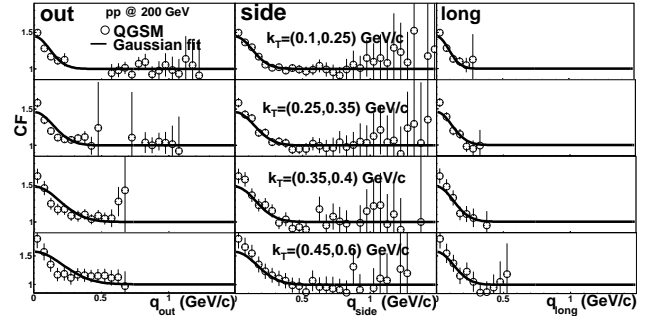 out side long
pp @ 200 GeV
QGSM
Gaussian fit
k_T=(0.1,0.25) GeV/c
k_T=(0.25,0.35) GeV/c
k_T=(0.35,0.4) GeV/c
k_T=(0.45,0.6) GeV/c
CF
1.5
1
1.5
1
1.5
1
1.5
1
0 0.5 1 0 0.5 1 0 0.5 1
q_out (GeV/c) q_side (GeV/c) q_long (GeV/c)